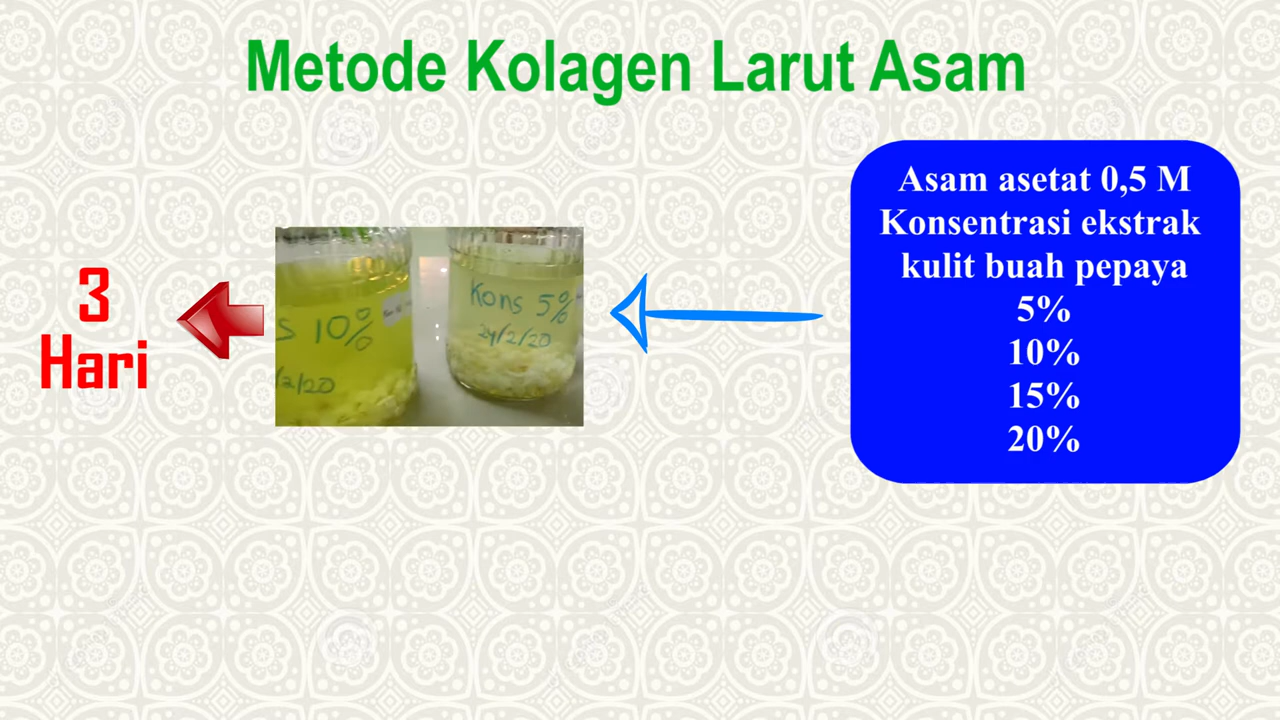 Metode Kolagen Larut Asam
Asam asetat 0,5 M
Konsentrasi ekstrak
kulit buah pepaya
5%
10%
15%
20%
S 10%
/2/20
Kons 5%
24/2/20
3
Hari